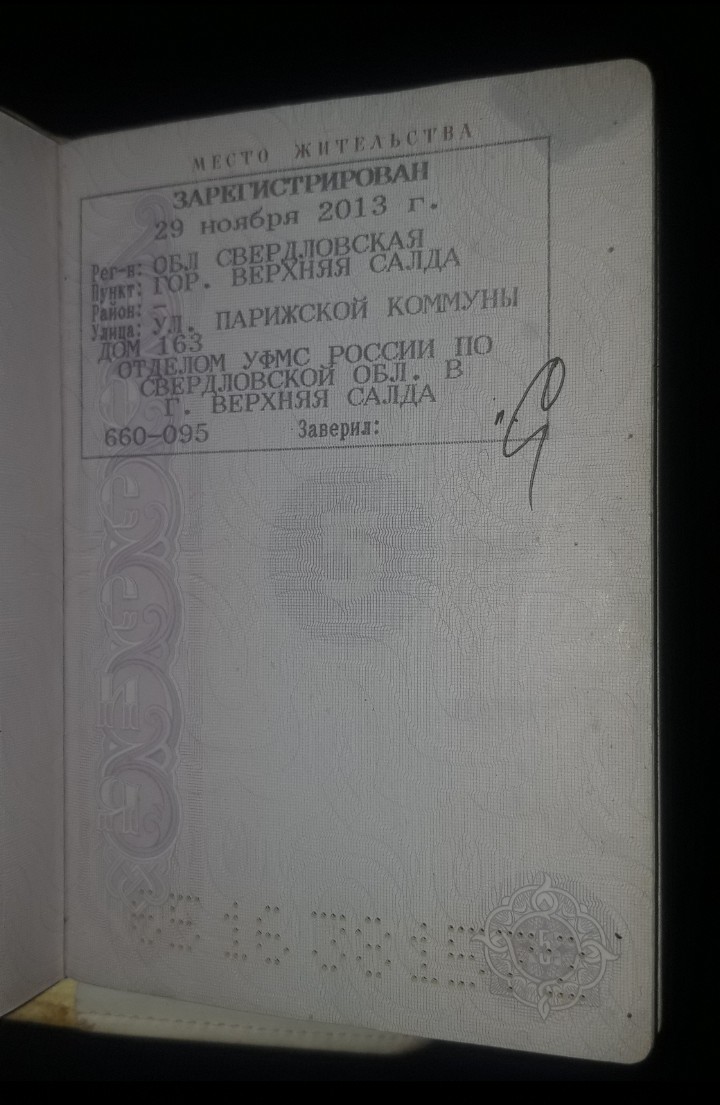 МЕСТО ЖИТЕЛЬСТВА
ЗАРЕГИСТРИРОВАН
29 ноября 2013 г.
Рег-н: ОБЛ СВЕРДЛОВСКАЯ
Пункт: ГОР. ВЕРХНЯЯ САЛДА
Район: –
Улица: УЛ. ПАРИЖСКОЙ КОММУНЫ
ДОМ 163
ОТДЕЛОМ УФМС РОССИИ ПО
СВЕРДЛОВСКОЙ ОБЛ. В
Г. ВЕРХНЯЯ САЛДА
660–095 Заверил: